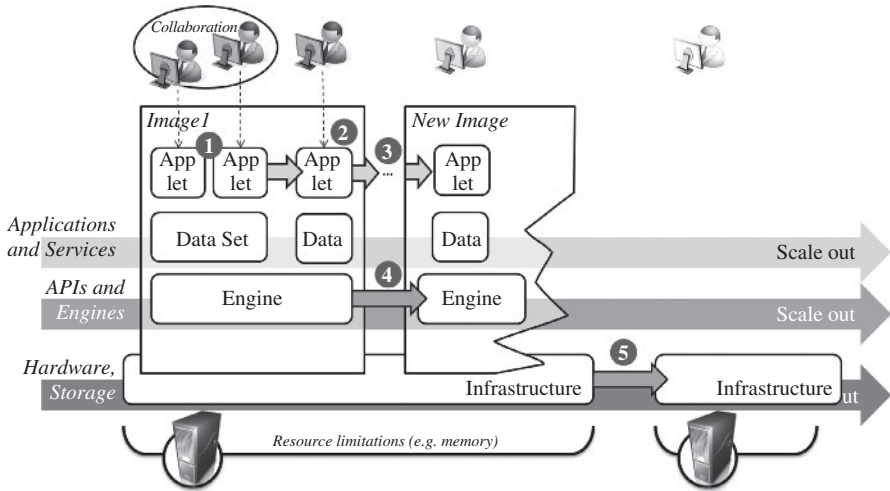 Collaboration
Image1
New Image
1
2
3
App
let
App
let
App
let
...
App
let
Applications
and Services
Data Set
Data
Data
Scale out
APIs and
Engines
Engine
4
Engine
Scale out
Hardware,
Storage
Infrastructure
5
Infrastructure
out
Resource limitations (e.g. memory)